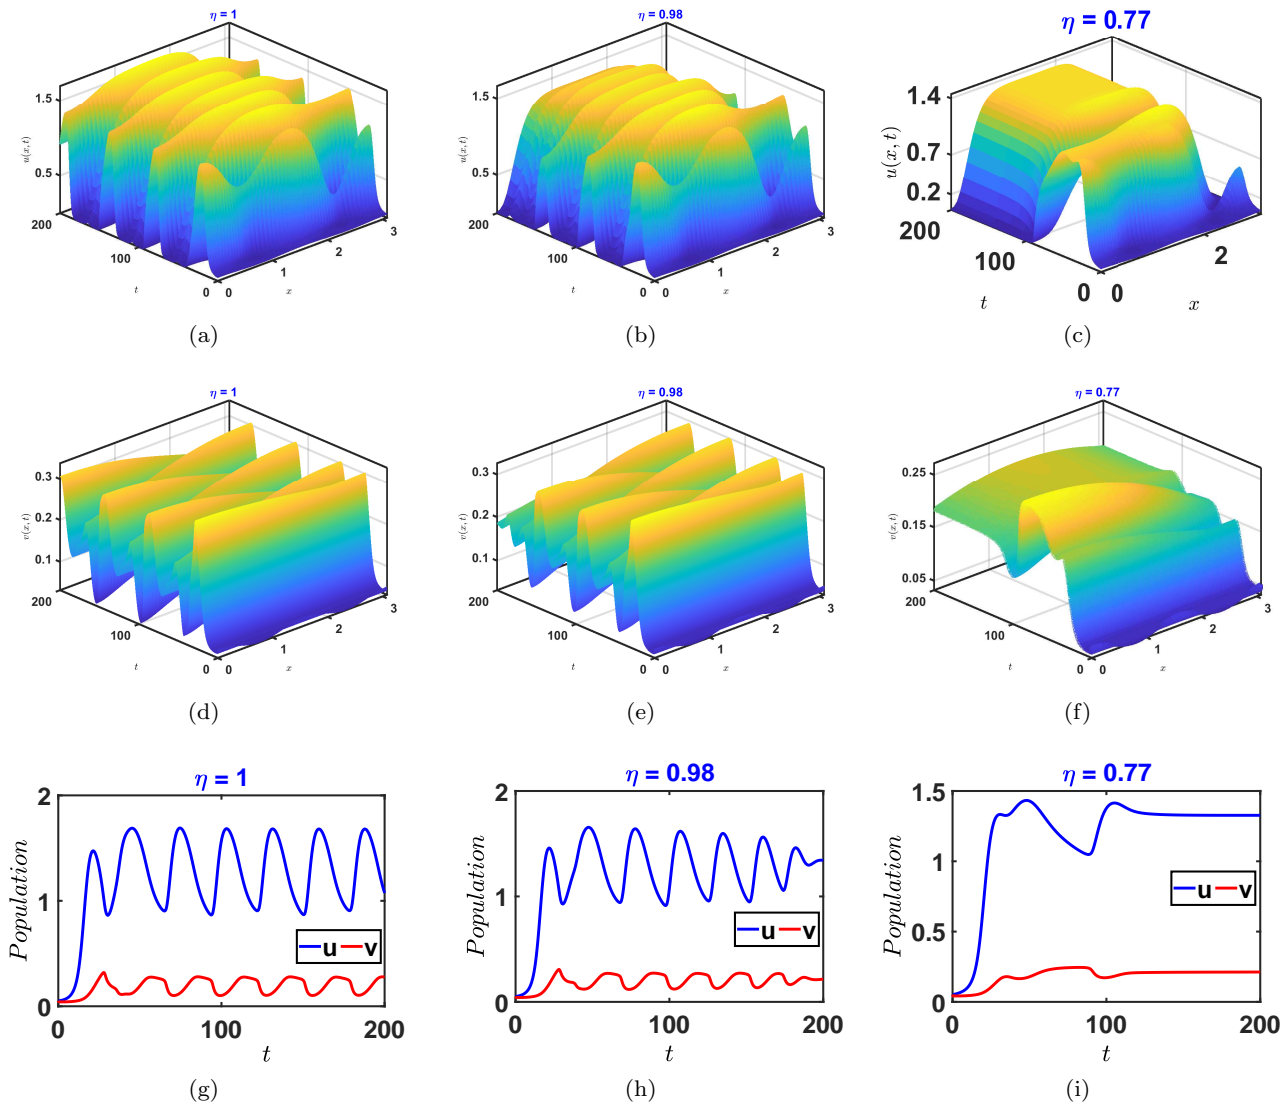 η = 1
η = 0.98
η = 0.77
u(x, t)
1.5
0.5
200
100
0
0
1
2
3
t
x
u(x, t)
1.5
0.5
200
100
0
0
1
2
3
t
x
u(x, t)
1.4
0.7
0.2
200
100
0
0
2
t
x
(a)
(b)
(c)
η = 1
η = 0.98
η = 0.77
v(x, t)
0.3
0.2
0.1
200
100
0
0
1
2
3
t
x
v(x, t)
0.3
0.2
0.1
200
100
0
0
1
2
3
t
x
v(x, t)
0.25
0.15
0.05
200
100
0
0
1
2
3
t
x
(d)
(e)
(f)
η = 1
η = 0.98
η = 0.77
Population
2
1
0
0
100
200
t
u v
Population
2
1
0
0
100
200
t
u v
Population
1.5
1
0.5
0
0
100
200
t
u v
(g)
(h)
(i)